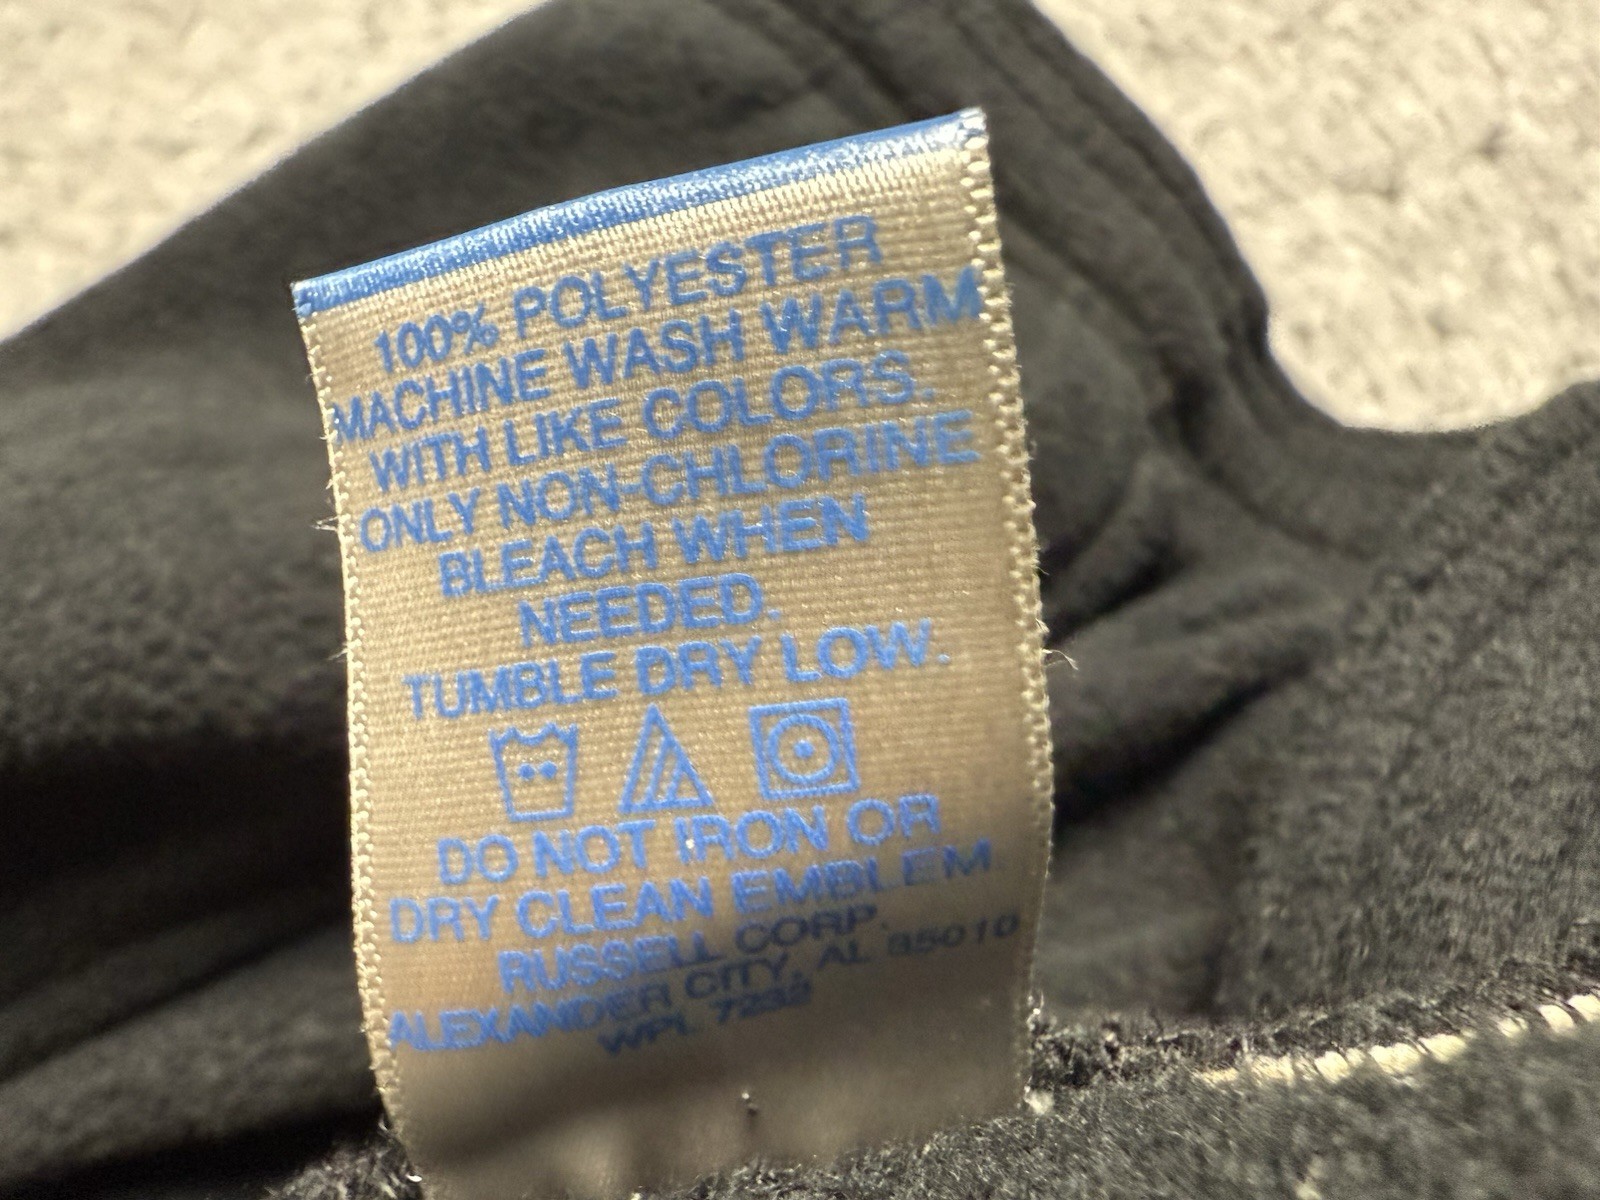 100% POLYESTER
MACHINE WASH WARM
WITH LIKE COLORS.
ONLY NON-CHLORINE
BLEACH WHEN
NEEDED.
TUMBLE DRY LOW.
DO NOT IRON OR
DRY CLEAN EMBLEM
RUSSELL CORP.
ALEXANDER CITY, AL 35010
WPL 7232